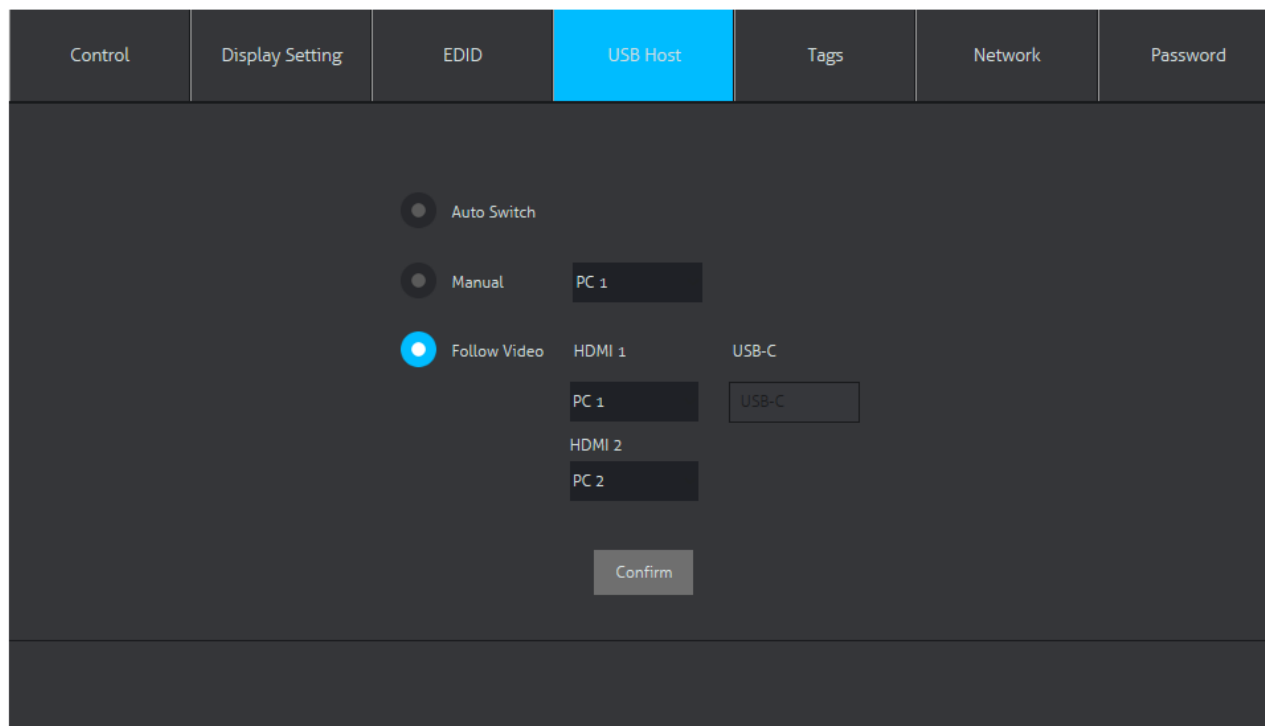 Control Display Setting EDID USB Host Tags Network Password
Auto Switch
Manual PC 1
Follow Video HDMI 1 USB-C
PC 1 USB-C
HDMI 2
PC 2
Confirm